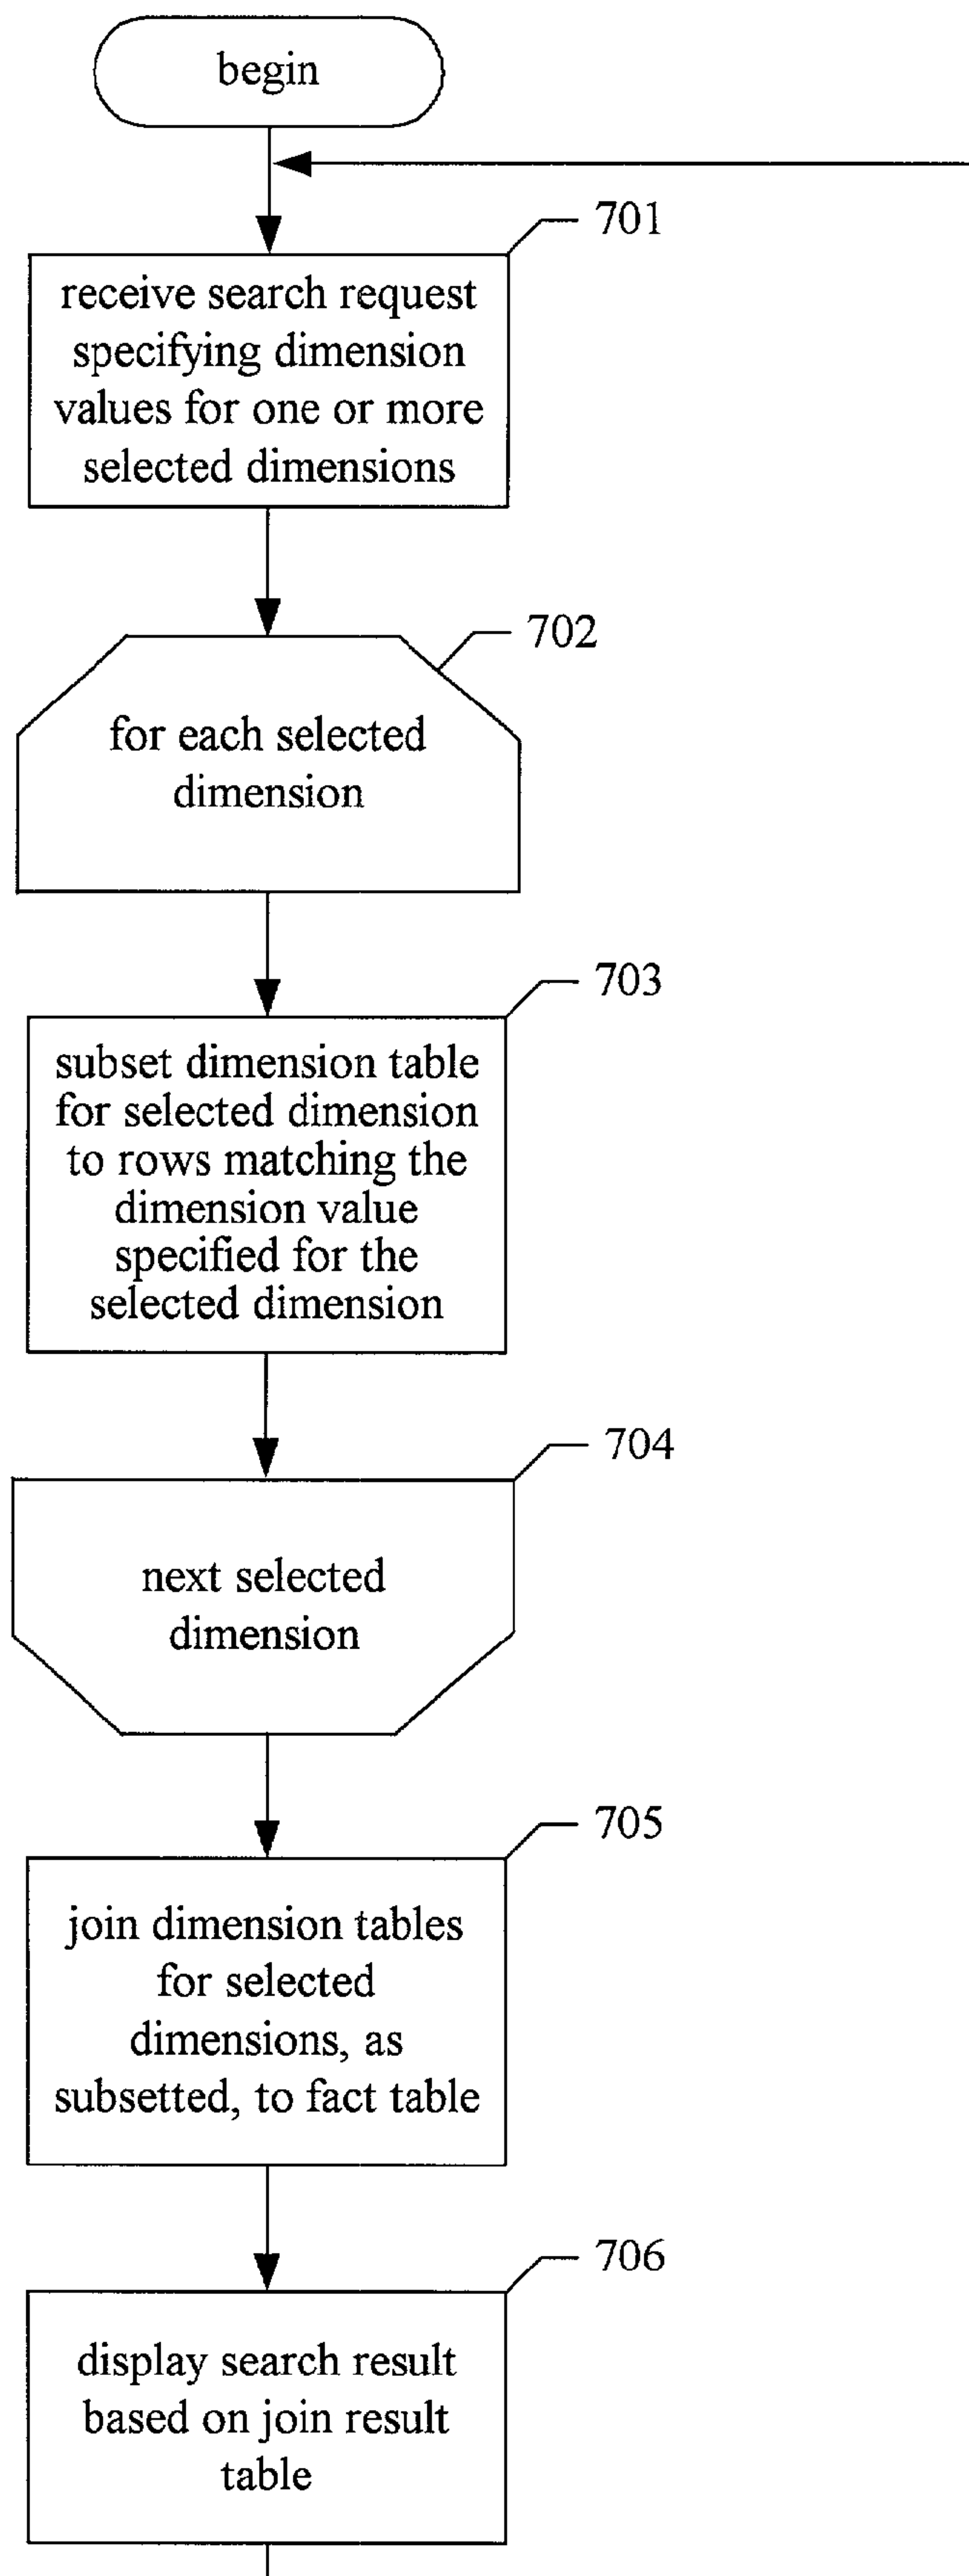 begin
701
receive search request
specifying dimension
values for one or more
selected dimensions
702
for each selected
dimension
703
subset dimension table
for selected dimension
to rows matching the
dimension value
specified for the
selected dimension
704
next selected
dimension
705
join dimension tables
for selected
dimensions, as
subsetted, to fact table
706
display search result
based on join result
table